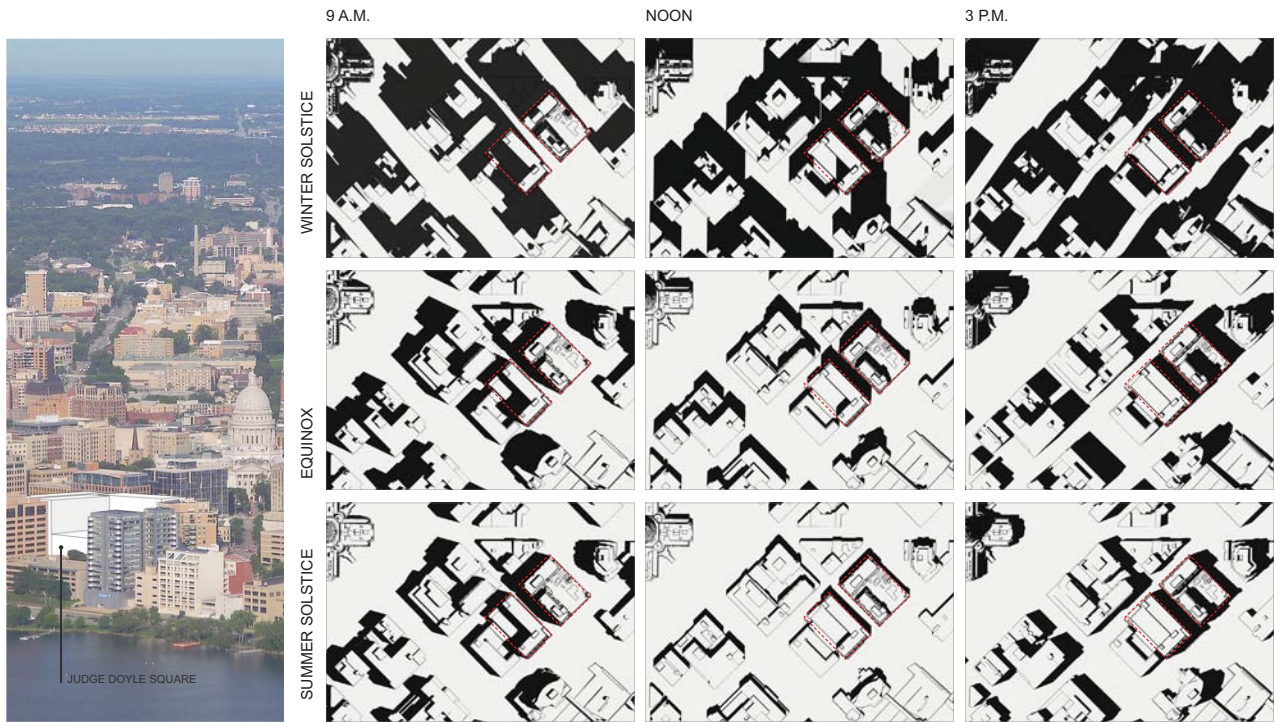 9 A.M.
NOON
3 P.M.
WINTER SOLSTICE
EQUINOX
SUMMER SOLSTICE
JUDGE DOYLE SQUARE